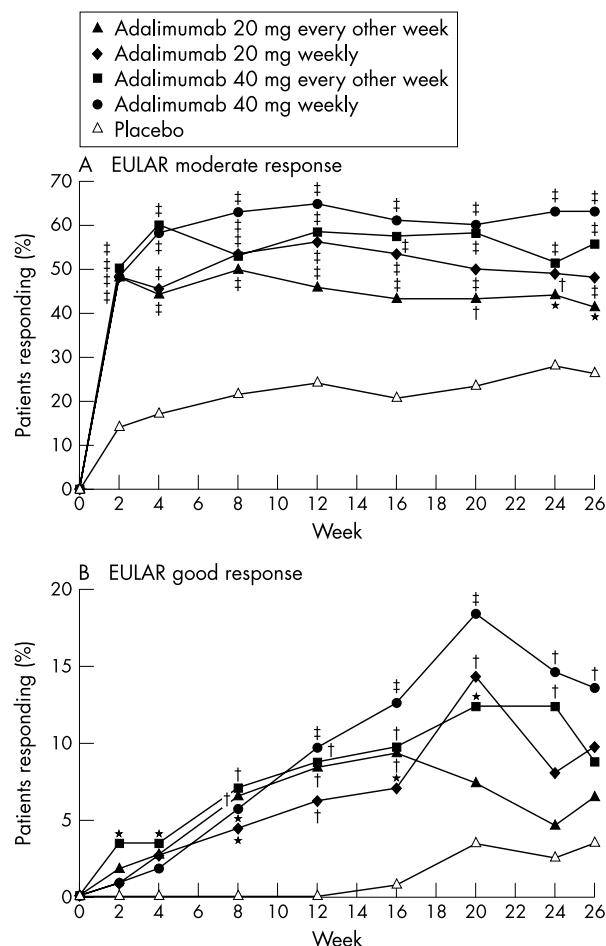 Adalimumab 20 mg every other week
Adalimumab 20 mg weekly
Adalimumab 40 mg every other week
Adalimumab 40 mg weekly
Placebo
A EULAR moderate response
70
60
50
40
30
20
10
0
Patients responding (%)
0 2 4 6 8 10 12 14 16 18 20 22 24 26
Week
B EULAR good response
20
15
10
5
0
Patients responding (%)
0 2 4 6 8 10 12 14 16 18 20 22 24 26
Week